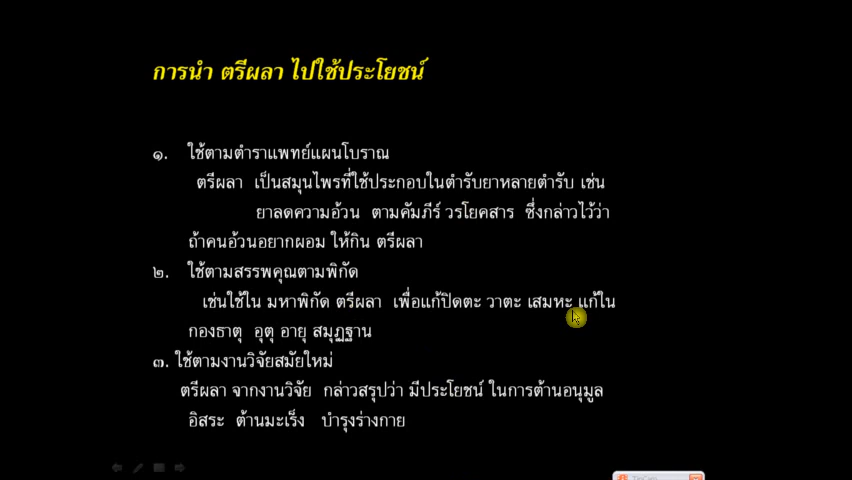 การนำ ตรีผลา ไปใช้ประโยชน์
๑. ใช้ตามตำราแพทย์แผนโบราณ
ตรีผลา เป็นสมุนไพรที่ใช้ประกอบในตำรับยาหลายตำรับ เช่น
ยาลดความอ้วน ตามคัมภีร์ วรโยคสาร ซึ่งกล่าวไว้ว่า
ถ้าคนอ้วนอยากผอม ให้กิน ตรีผลา
๒. ใช้ตามสรรพคุณตามพิกัด
เช่นใช้ใน มหาพิกัด ตรีผลา เพื่อแก้ปิดตะ วาตะ เสมหะ แก้ใน
กองธาตุ อุตุ อายุ สมุฏฐาน
๓. ใช้ตามงานวิจัยสมัยใหม่
ตรีผลา จากงานวิจัย กล่าวสรุปว่า มีประโยชน์ ในการต้านอนุมูล
อิสระ ต้านมะเร็ง บำรุงร่างกาย